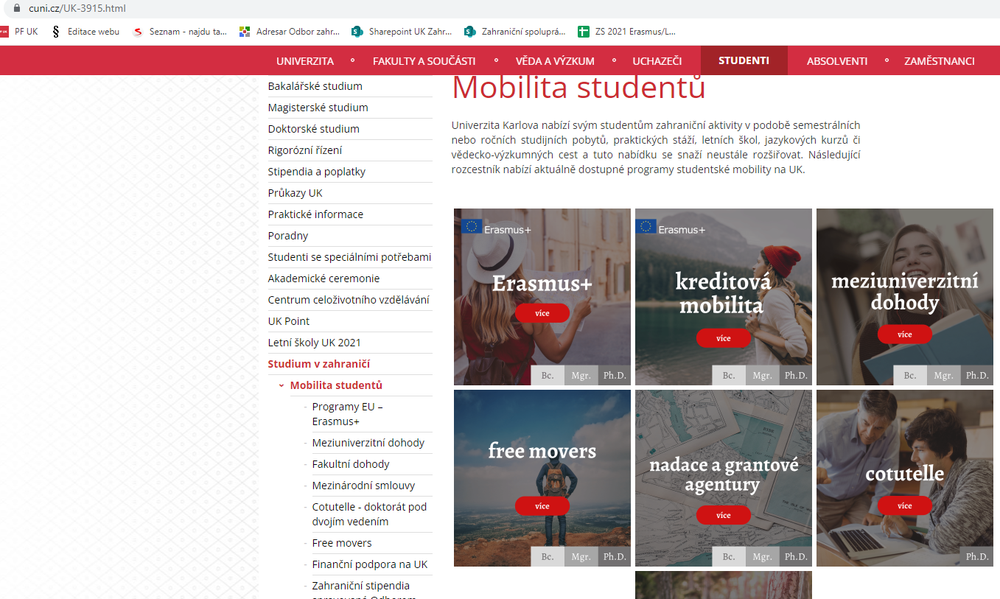 cuni.cz/UK-3915.html
PF UK
Editace webu
Seznam - najdu ta...
Adresar Odbor zahr...
Sharepoint UK Zahr...
Zahraniční spoluprá...
ZS 2021 Erasmus/L...
UNIVERZITA
FAKULTY A SOUČÁSTI
VĚDA A VÝZKUM
UCHAZEČI
STUDENTI
ABSOLVENTI
ZAMĚSTNANCI
Bakalářské studium
Magisterské studium
Doktorské studium
Rigorózní řízení
Stipendia a poplatky
Průkazy UK
Praktické informace
Poradny
Studenti se speciálními potřebami
Akademické ceremonie
Centrum celoživotního vzdělávání
UK Point
Letní školy UK 2021
Studium v zahraničí
Mobilita studentů
Programy EU –
Erasmus+
Meziuniverzitní dohody
Fakultní dohody
Mezinárodní smlouvy
Cotutelle - doktorát pod
dvojím vedením
Free movers
Finanční podpora na UK
Zahraniční stipendia
Mobilita studentů
Univerzita Karlova nabízí svým studentům zahraniční aktivity v podobě semestrálních
nebo ročních studijních pobytů, praktických stáží, letních škol, jazykových kurzů či
vědecko-výzkumných cest a tuto nabídku se snaží neustále rozšiřovat. Následující
rozcestník nabízí aktuálně dostupné programy studentské mobility na UK.
Erasmus+
Erasmus+
více
Bc. Mgr. Ph.D.
Erasmus+
kreditová
mobilita
více
Bc. Mgr. Ph.D.
meziuniverzitní
dohody
více
Bc. Mgr. Ph.D.
free movers
více
Bc. Mgr. Ph.D.
nadace a grantové
agentury
více
Bc. Mgr. Ph.D.
cotutelle
více
Ph.D.